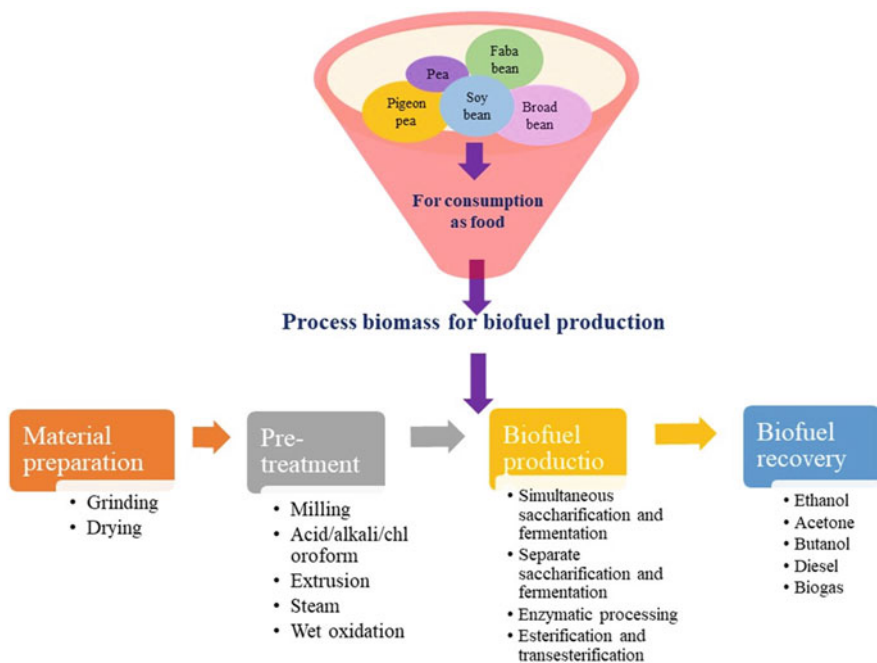 Faba
bean
Pea
Pigeon
pea
Soy
bean
Broad
bean
For consumption
as food
Process biomass for biofuel production
Material
preparation
• Grinding
• Drying
Pre-
treatment
• Milling
• Acid/alkali/chl
oroform
• Extrusion
• Steam
• Wet oxidation
Biofuel
productio
• Simultaneous
saccharification and
fermentation
• Separate
saccharification and
fermentation
• Enzymatic processing
• Esterification and
transesterification
Biofuel
recovery
• Ethanol
• Acetone
• Butanol
• Diesel
• Biogas